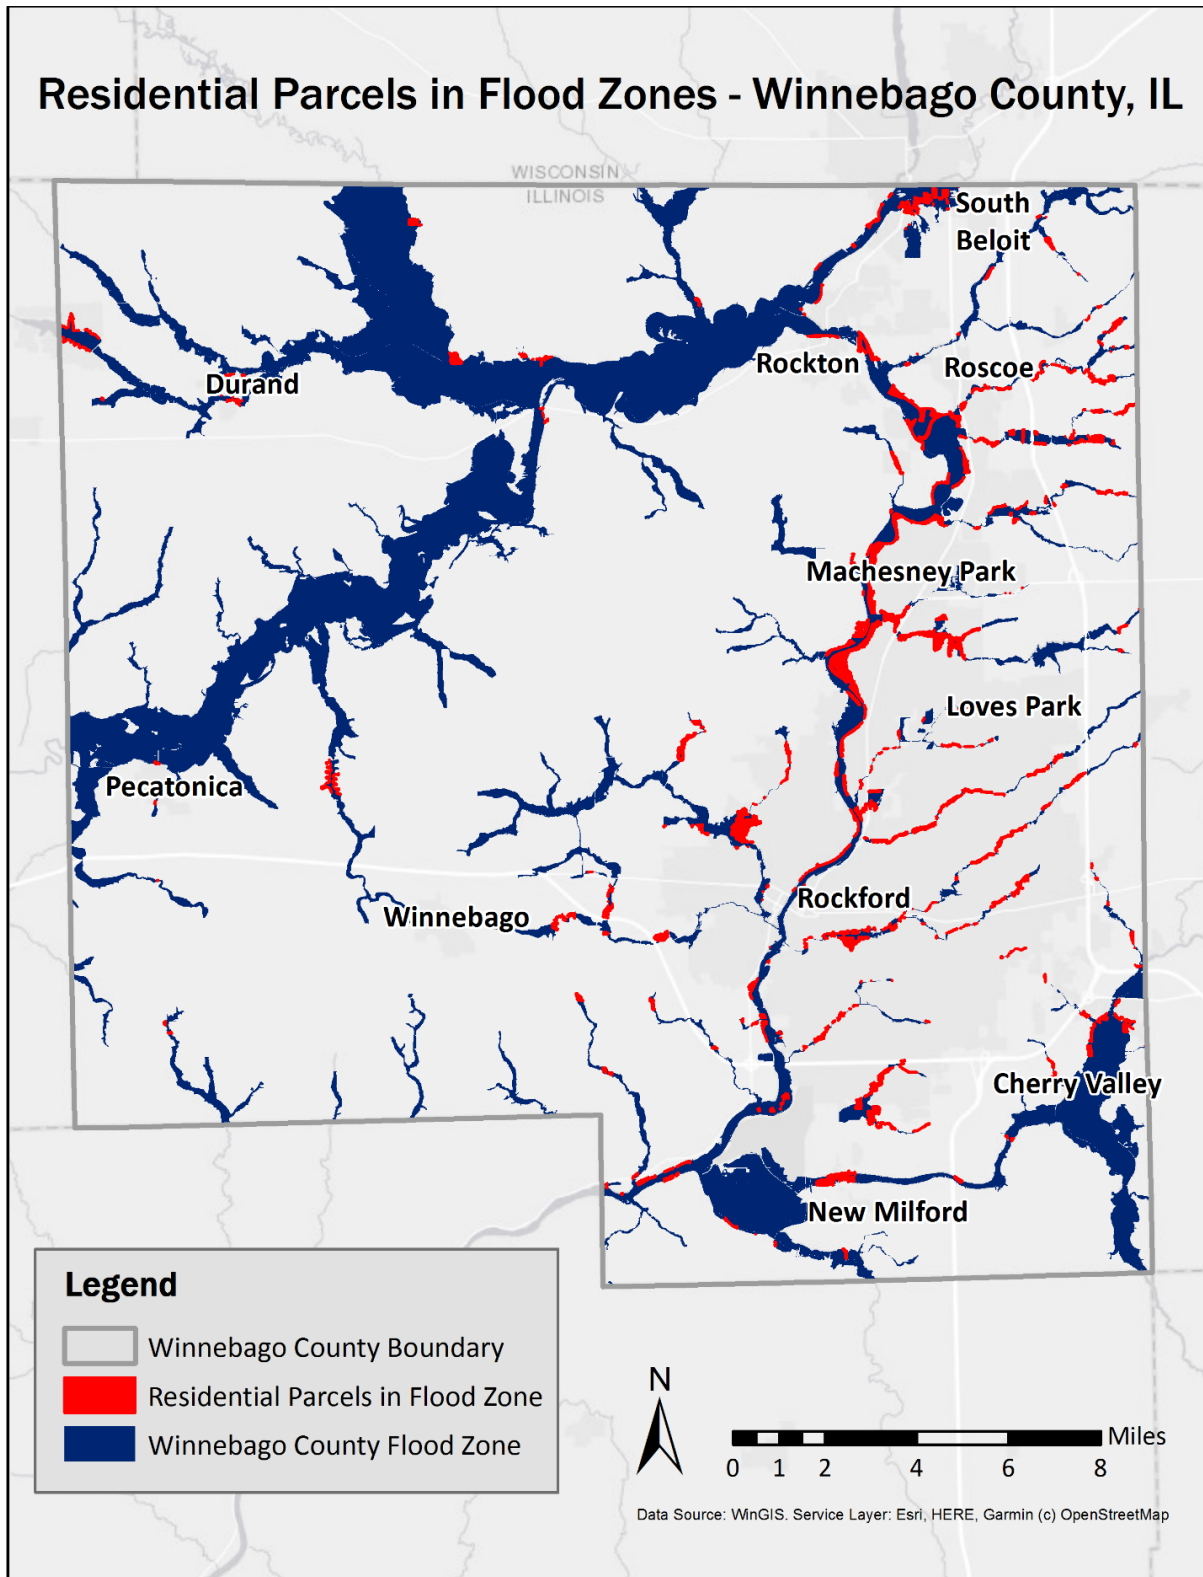 Residential Parcels in Flood Zones - Winnebago County, IL
WISCONSIN
ILLINOIS
South
Beloit
Rockton
Roscoe
Durand
Machesney Park
Loves Park
Pecatonica
Rockford
Winnebago
Cherry Valley
New Milford
Legend
Winnebago County Boundary
Residential Parcels in Flood Zone
Winnebago County Flood Zone
N
Miles
0 1 2 4 6 8
Data Source: WinGIS. Service Layer: Esri, HERE, Garmin (c) OpenStreetMap